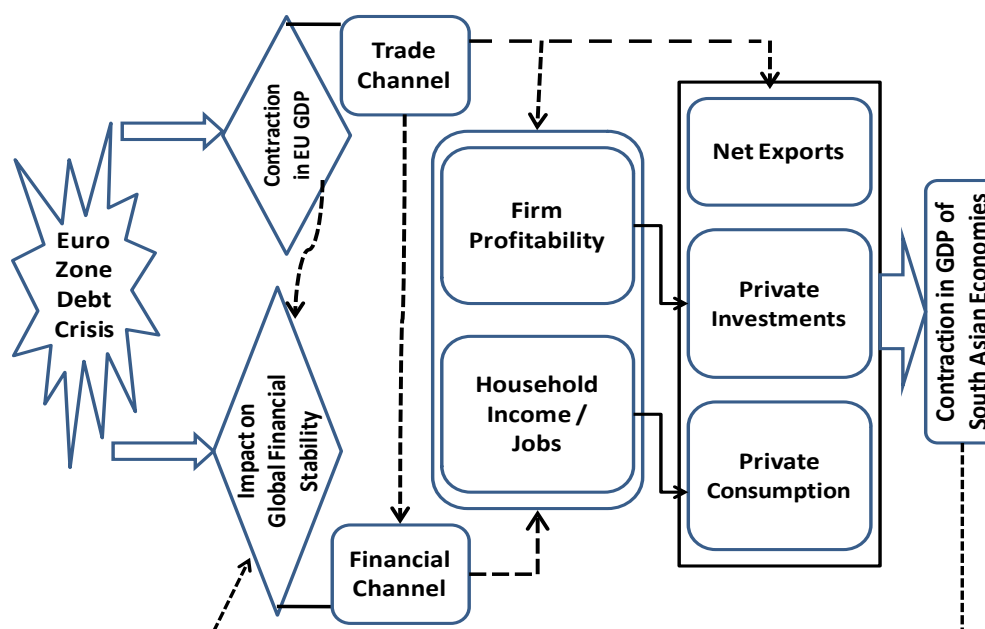 Euro
Zone
Debt
Crisis
Contraction
in EU GDP
Impact on
Global Financial
Stability
Trade
Channel
Financial
Channel
Firm
Profitability
Household
Income /
Jobs
Net Exports
Private
Investments
Private
Consumption
Contraction in GDP of
South Asian Economies